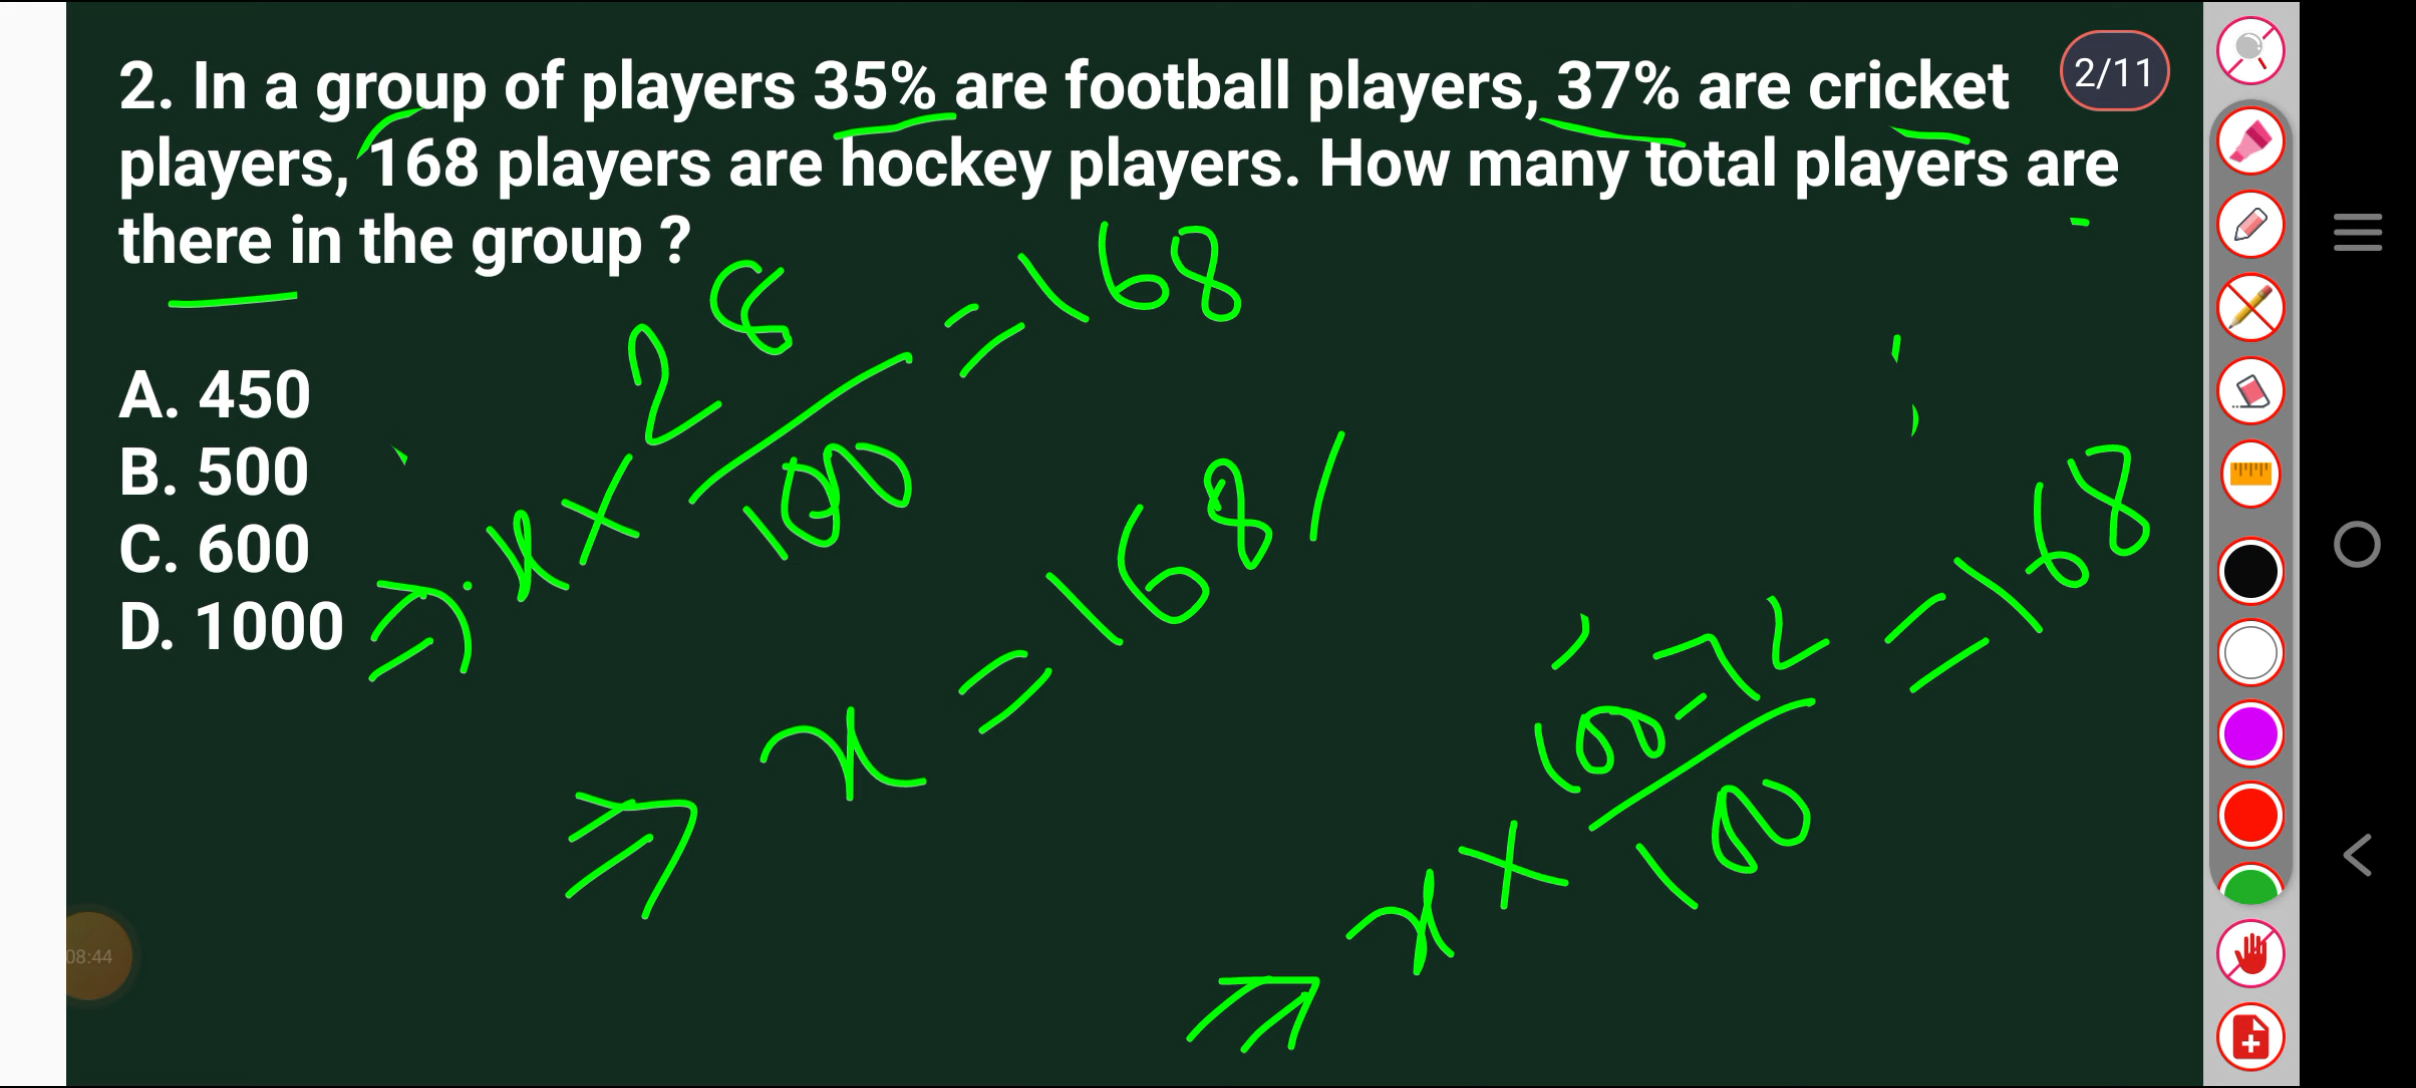 2. In a group of players 35% are football players, 37% are cricket
players, 168 players are hockey players. How many total players are
there in the group ?
2/11
A. 450
B. 500
C. 600
D. 1000
⇒ x × 28/100 = 168
⇒ x = 168/
⇒ x × 100-72/100 = 168
08:44